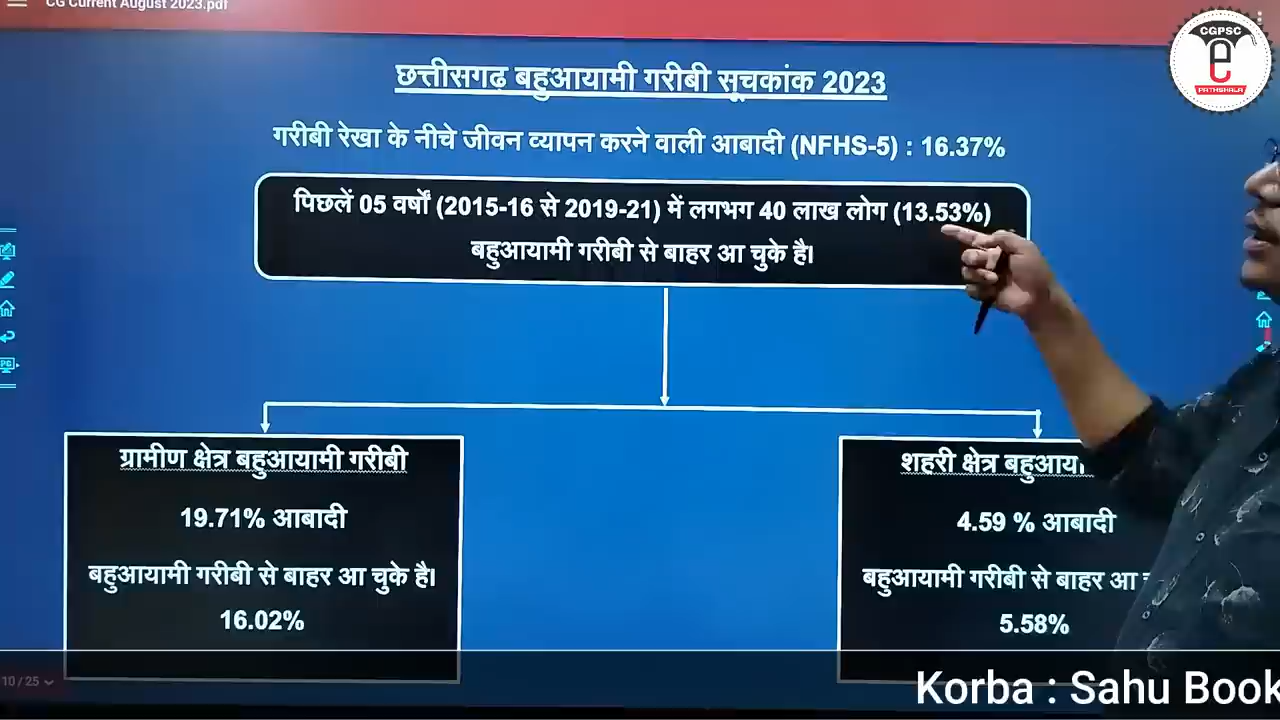 CG Current August 2023.pdf
CGPSC
e
PATHSHALA
छत्तीसगढ बहुआयामी गरीबी सूचकांक 2023
गरीबी रेखा के नीचे जीवन व्यापन करने वाली आबादी (NFHS-5) : 16.37%
पिछलें 05 वर्षों (2015-16 से 2019-21) में लगभग 40 लाख लोग (13.53%)
बहुआयामी गरीबी से बाहर आ चुके है।
ग्रामीण क्षेत्र बहुआयामी गरीबी
19.71% आबादी
बहुआयामी गरीबी से बाहर आ चुके है।
16.02%
शहरी क्षेत्र
4.59 % आबादी
बहुआयामी गरीबी से बाहर आ
5.58%
10 / 25
Korba : Sahu Book